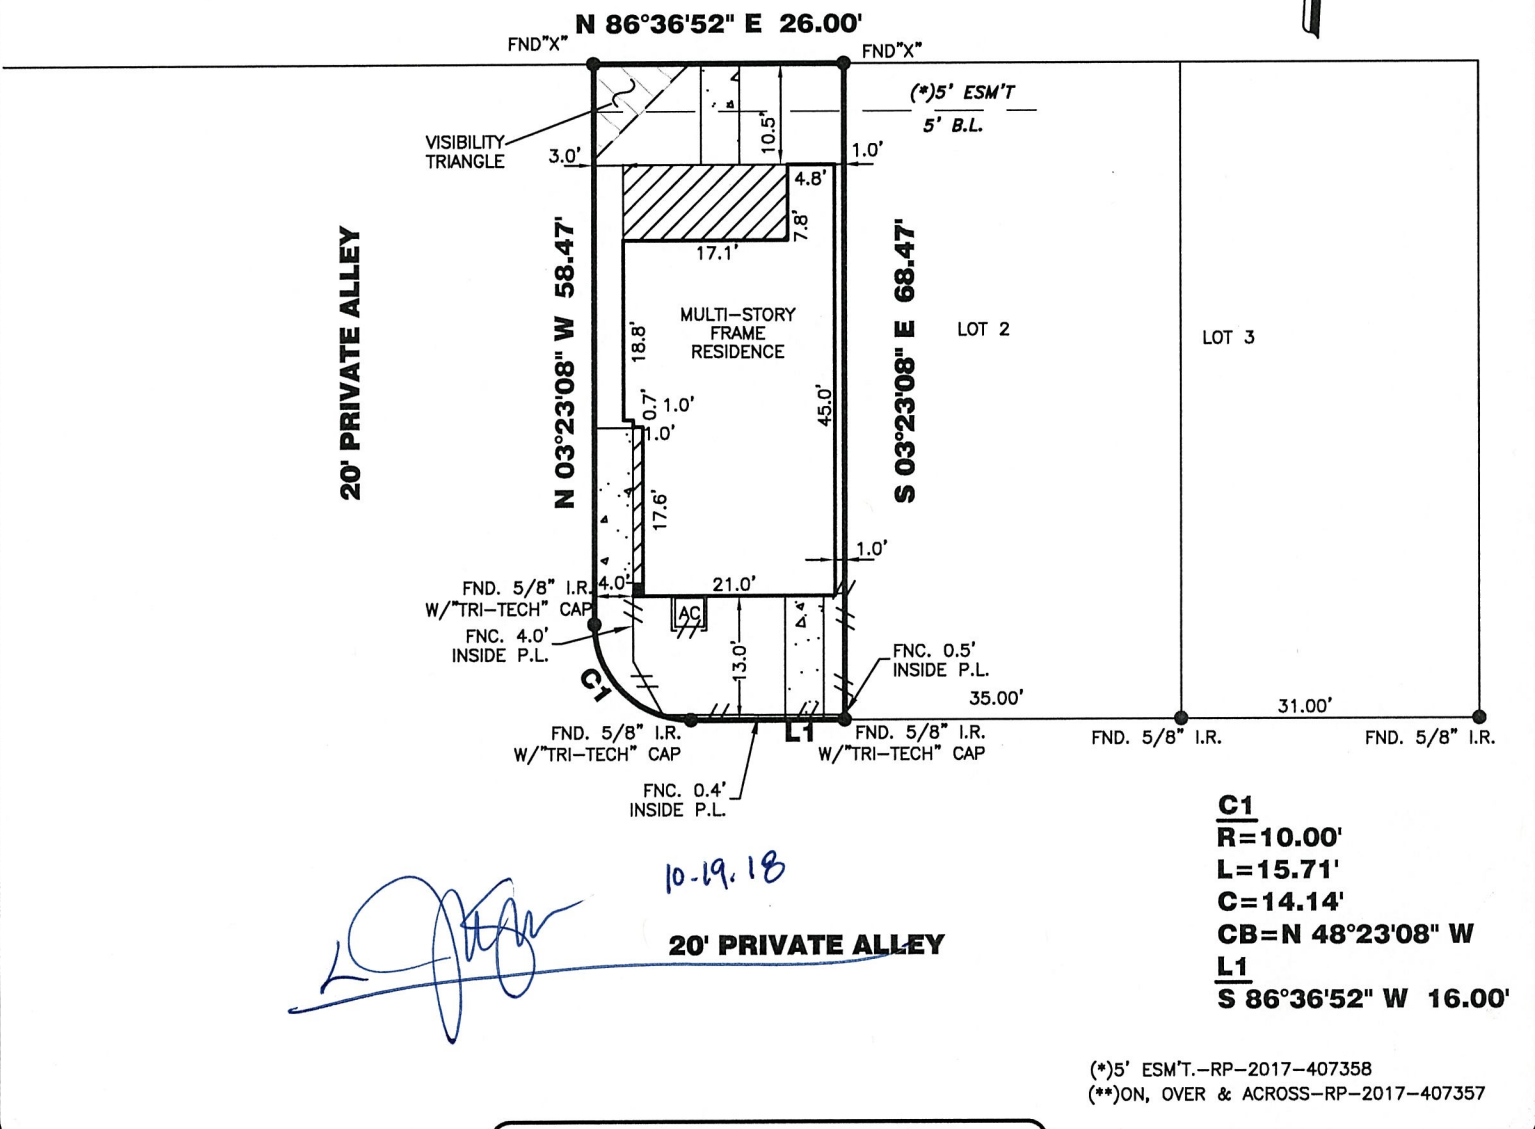 N 86°36'52" E 26.00'
FND"X"
FND"X"
(*)5' ESM'T
5' B.L.
VISIBILITY
TRIANGLE
3.0'
10.5'
1.0'
4.8'
7.8'
17.1'
20' PRIVATE ALLEY
N 03°23'08" W 58.47'
S 03°23'08" E 68.47'
MULTI-STORY
FRAME
RESIDENCE
LOT 2
LOT 3
18.8'
0.7'
1.0'
1.0'
45.0'
17.6'
1.0'
FND. 5/8" I.R.
W/"TRI-TECH" CAP
4.0'
21.0'
AC
FNC. 4.0'
INSIDE P.L.
13.0'
FNC. 0.5'
INSIDE P.L.
C1
35.00'
31.00'
L1
FND. 5/8" I.R.
W/"TRI-TECH" CAP
FND. 5/8" I.R.
W/"TRI-TECH" CAP
FND. 5/8" I.R.
FND. 5/8" I.R.
FNC. 0.4'
INSIDE P.L.
C1
R=10.00'
L=15.71'
C=14.14'
CB=N 48°23'08" W
L1
S 86°36'52" W 16.00'
10-19.18
20' PRIVATE ALLEY
(*)5' ESM'T.-RP-2017-407358
(**)ON, OVER & ACROSS-RP-2017-407357